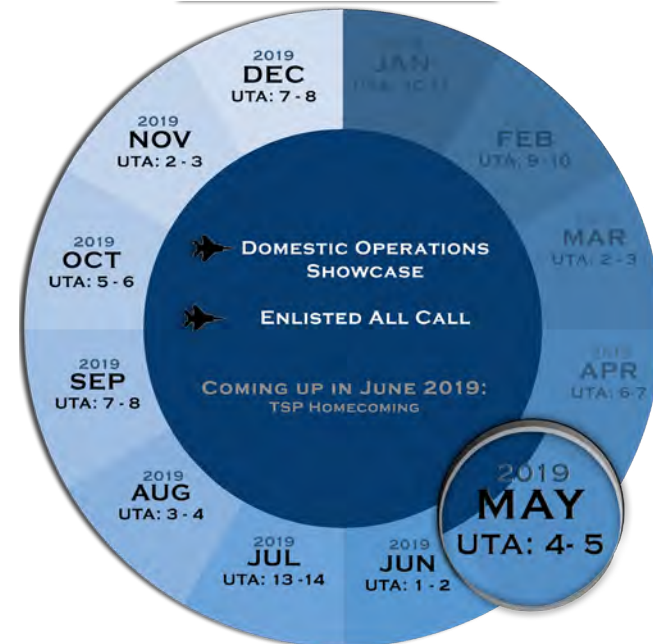 2019
DEC
UTA: 7 - 8
JAN
2019
NOV
UTA: 2 - 3
FEB
UTA: 9 -10
2019
OCT
UTA: 5 - 6
MAR
UTA: 2 - 3
DOMESTIC OPERATIONS
SHOWCASE
ENLISTED ALL CALL
2019
SEP
UTA: 7 - 8
APR
UTA: 6-7
COMING UP IN JUNE 2019:
TSP HOMECOMING
2019
AUG
UTA: 3 - 4
2019
MAY
UTA: 4- 5
2019
JUL
UTA: 13 -14
2019
JUN
UTA: 1 - 2